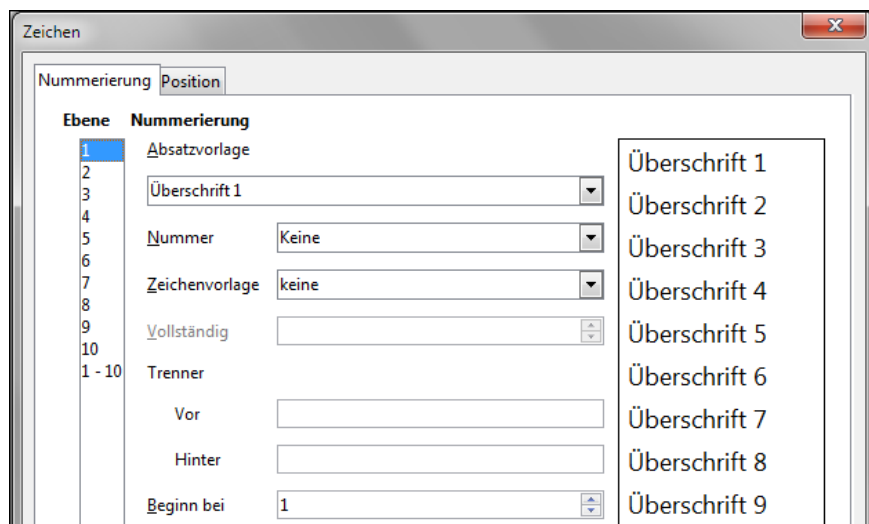 Zeichen
Nummerierung Position
Ebene Nummerierung
1
2
3
4
5
6
7
8
9
10
1 - 10
Absatzvorlage
Überschrift 1
Nummer Keine
Zeichenvorlage keine
Vollständig
Trenner
Vor
Hinter
Beginn bei 1
Überschrift 1
Überschrift 2
Überschrift 3
Überschrift 4
Überschrift 5
Überschrift 6
Überschrift 7
Überschrift 8
Überschrift 9